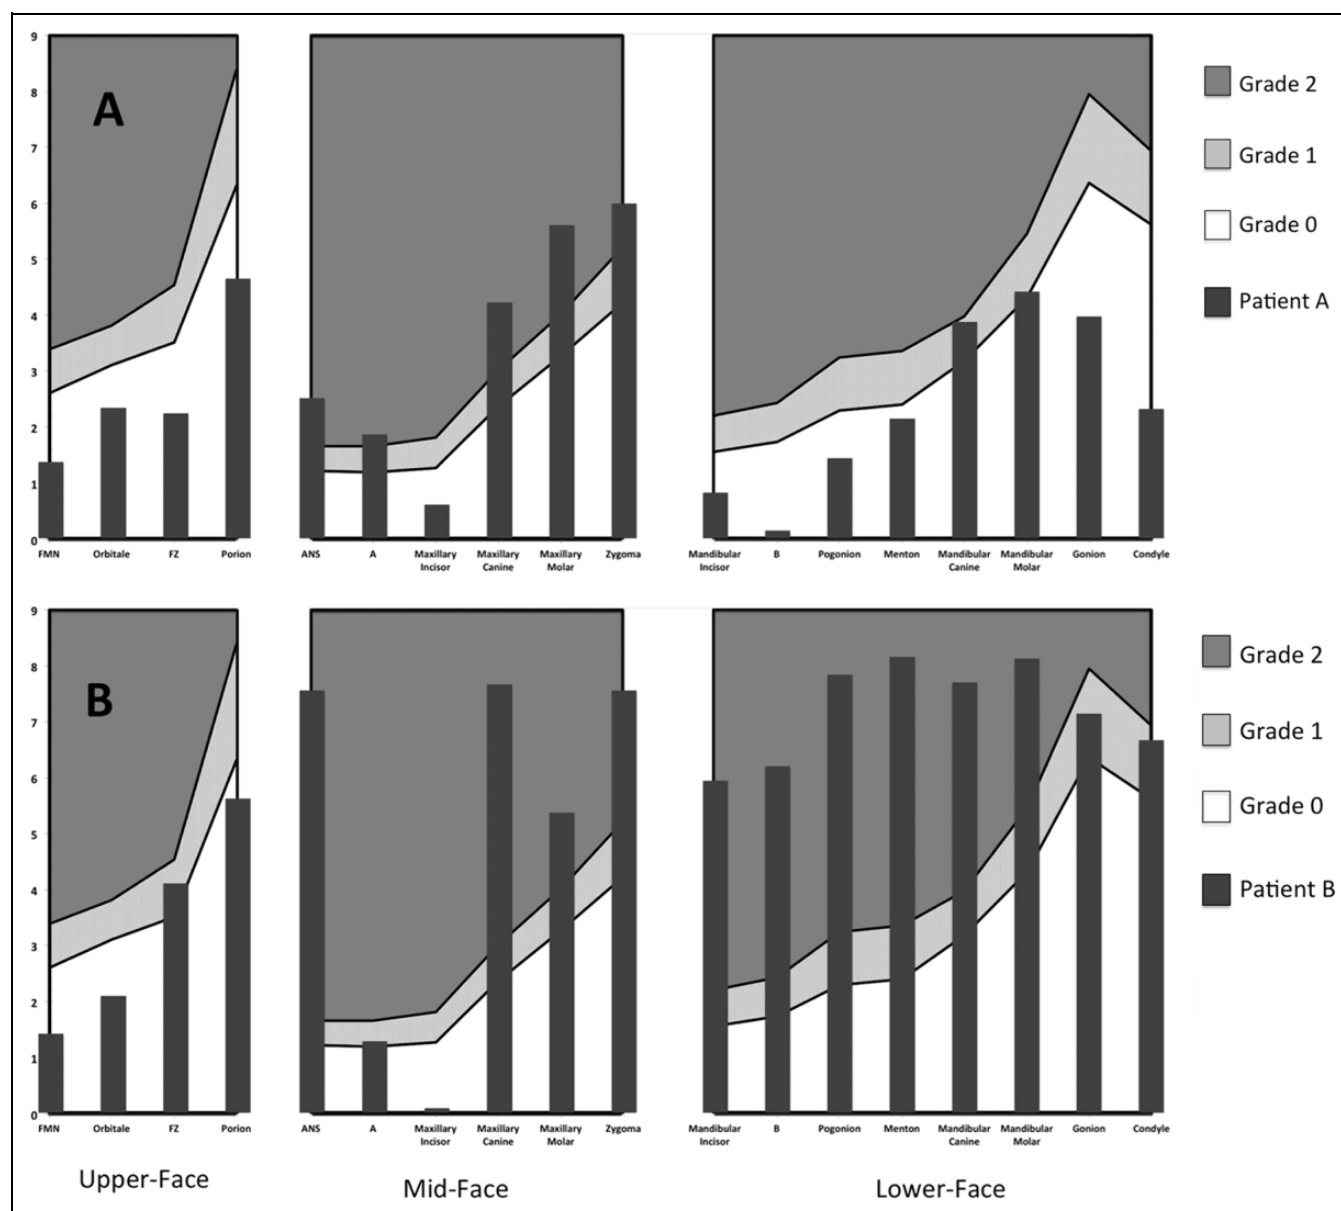 9
8
7
6
5
4
3
2
1
0
A
Grade 2
Grade 1
Grade 0
Patient A
FMN Orbitale FZ Porion ANS A Maxillary Maxillary Maxillary Zygoma Mandibular B Pogonion Menton Mandibular Mandibular Gonion Condyle
Incisor Canine Molar Incisor Canine Molar
9
8
7
6
5
4
3
2
1
0
B
Grade 2
Grade 1
Grade 0
Patient B
FMN Orbitale FZ Porion ANS A Maxillary Maxillary Maxillary Zygoma Mandibular B Pogonion Menton Mandibular Mandibular Gonion Condyle
Incisor Canine Molar Incisor Canine Molar
Upper-Face Mid-Face Lower-Face